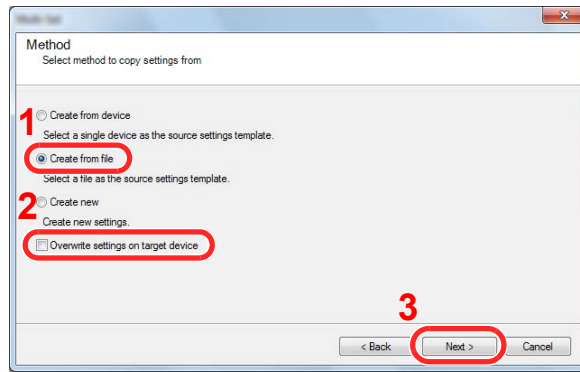 Method
Select method to copy settings from
1
Create from device
Select a single device as the source settings template.
Create from file
Select a file as the source settings template.
2
Create new
Create new settings.
Overwrite settings on target device
3
< Back Next > Cancel